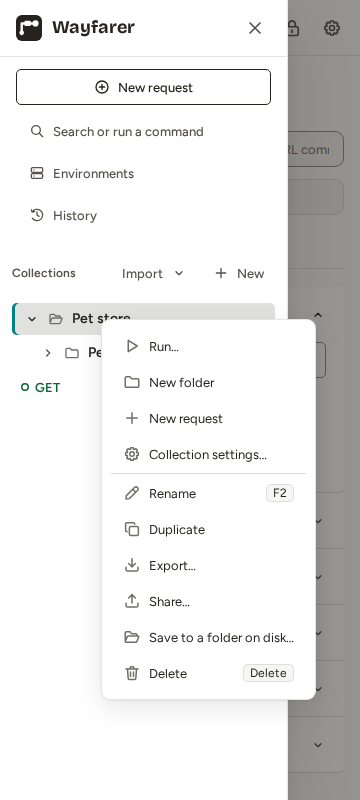 Wayfarer
New request
Search or run a command
Environments
History
Collections
Import
New
Pet store
GET
Run...
New folder
New request
Collection settings...
Rename
F2
Duplicate
Export...
Share...
Save to a folder on disk...
Delete
Delete